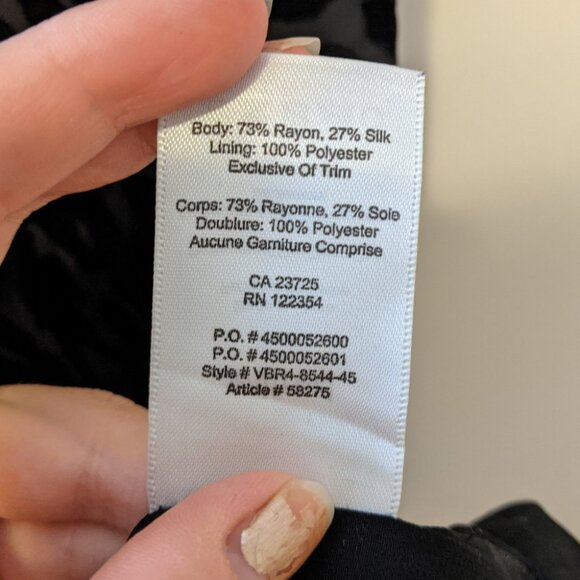 Body: 73% Rayon, 27% Silk
Lining: 100% Polyester
Exclusive Of Trim
Corps: 73% Rayonne, 27% Soie
Doublure: 100% Polyester
Aucune Garniture Comprise
CA 23725
RN 122354
P.O. # 4500052600
P.O. # 4500052601
Style # VBR4-8544-45
Article # 58275